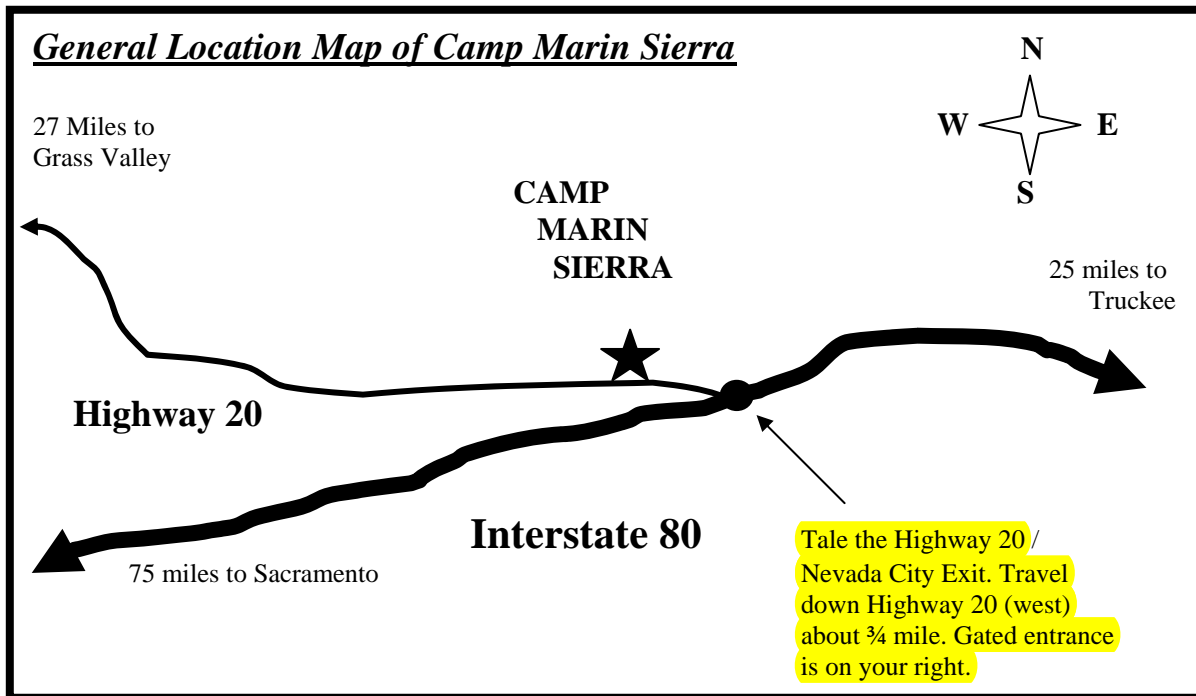 General Location Map of Camp Marin Sierra
N
W
E
S
27 Miles to
Grass Valley
CAMP
MARIN
SIERRA
25 miles to
Truckee
Highway 20
Interstate 80
75 miles to Sacramento
Tale the Highway 20 /
Nevada City Exit. Travel
down Highway 20 (west)
about ¾ mile. Gated entrance
is on your right.